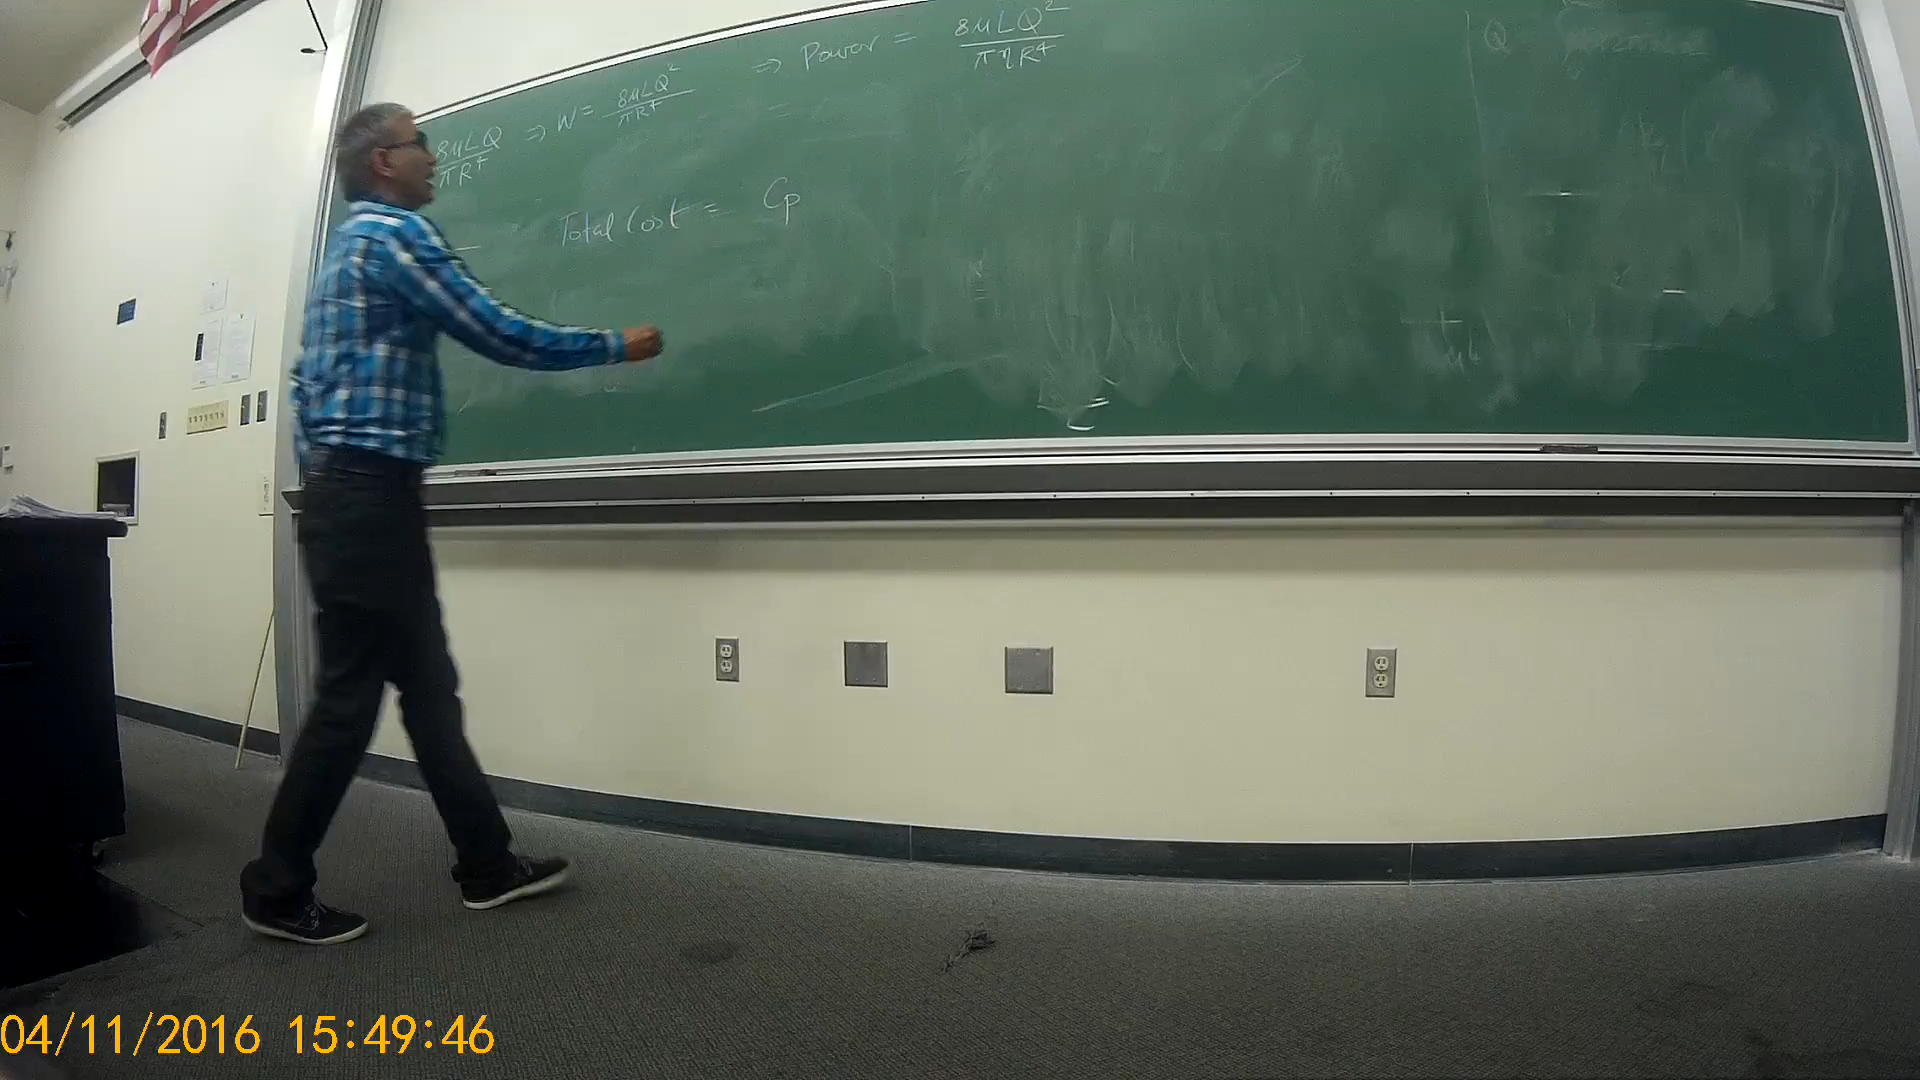 8μLQ/πR⁴ ⇒ W = 8μLQ²/πR⁴ ⇒ Power = 8μLQ²/πηR⁴
Total Cost = Cp
Q
04/11/2016 15:49:46